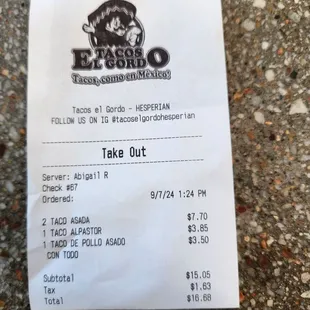 TACOS
EL GORDO
Tacos, como en México!
Tacos el Gordo - HESPERIAN
FOLLOW US ON IG #tacoselgordohesperian
Take Out
Server: Abigail R
Check #67
Ordered: 9/7/24 1:24 PM
2 TACO ASADA $7.70
1 TACO ALPASTOR $3.85
1 TACO DE POLLO ASADO $3.50
CON TODO
Subtotal $15.05
Tax $1.63
Total $16.68